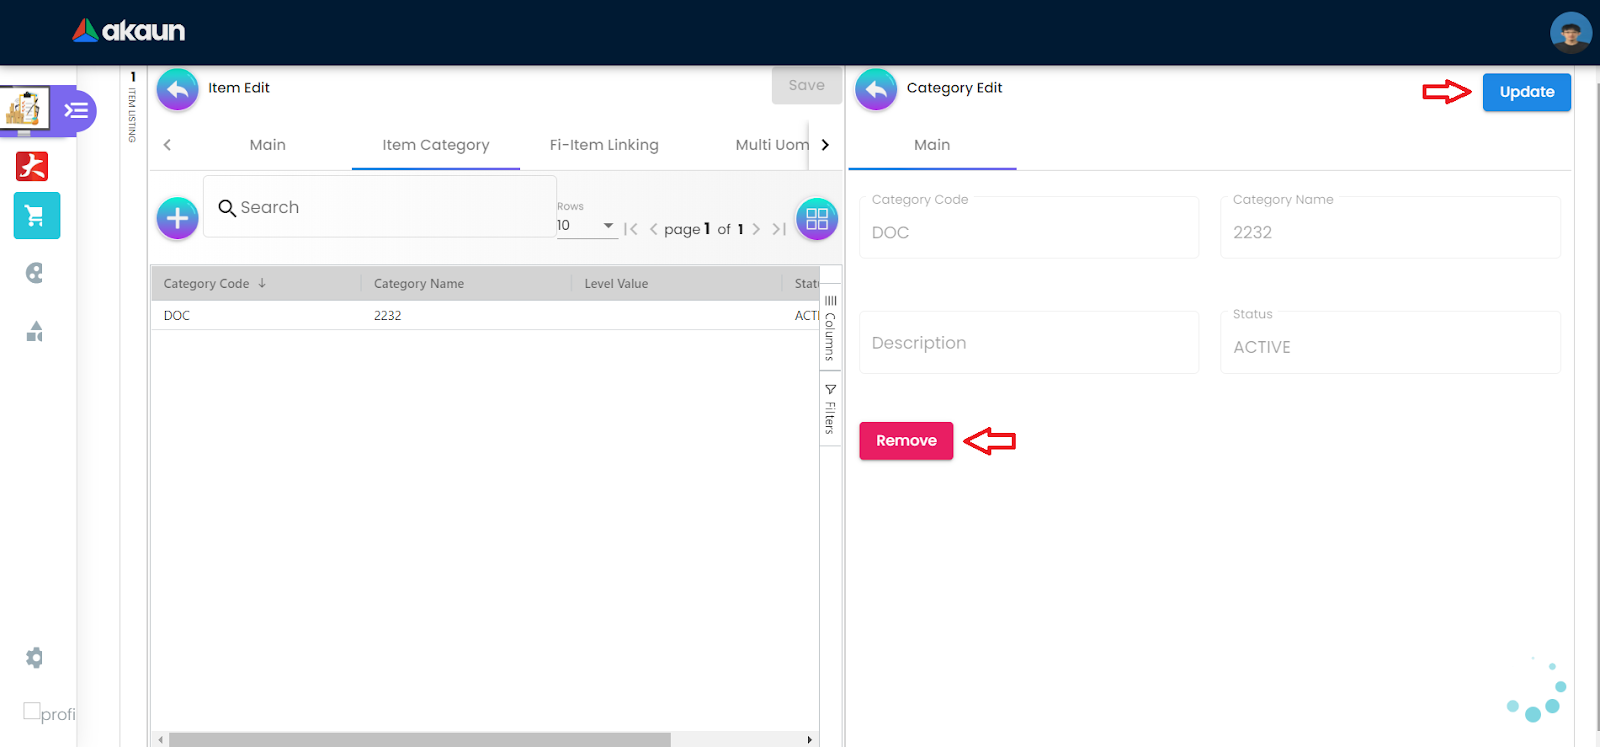 akaun
1 ITEM LISTING
Item Edit
Save
Main
Item Category
Fi-Item Linking
Multi Uom
Search
Rows
10
page 1 of 1
Category Code
Category Name
Level Value
Statu
DOC
2232
ACTI
Columns
Filters
profi
Category Edit
Update
Main
Category Code
DOC
Category Name
2232
Description
Status
ACTIVE
Remove